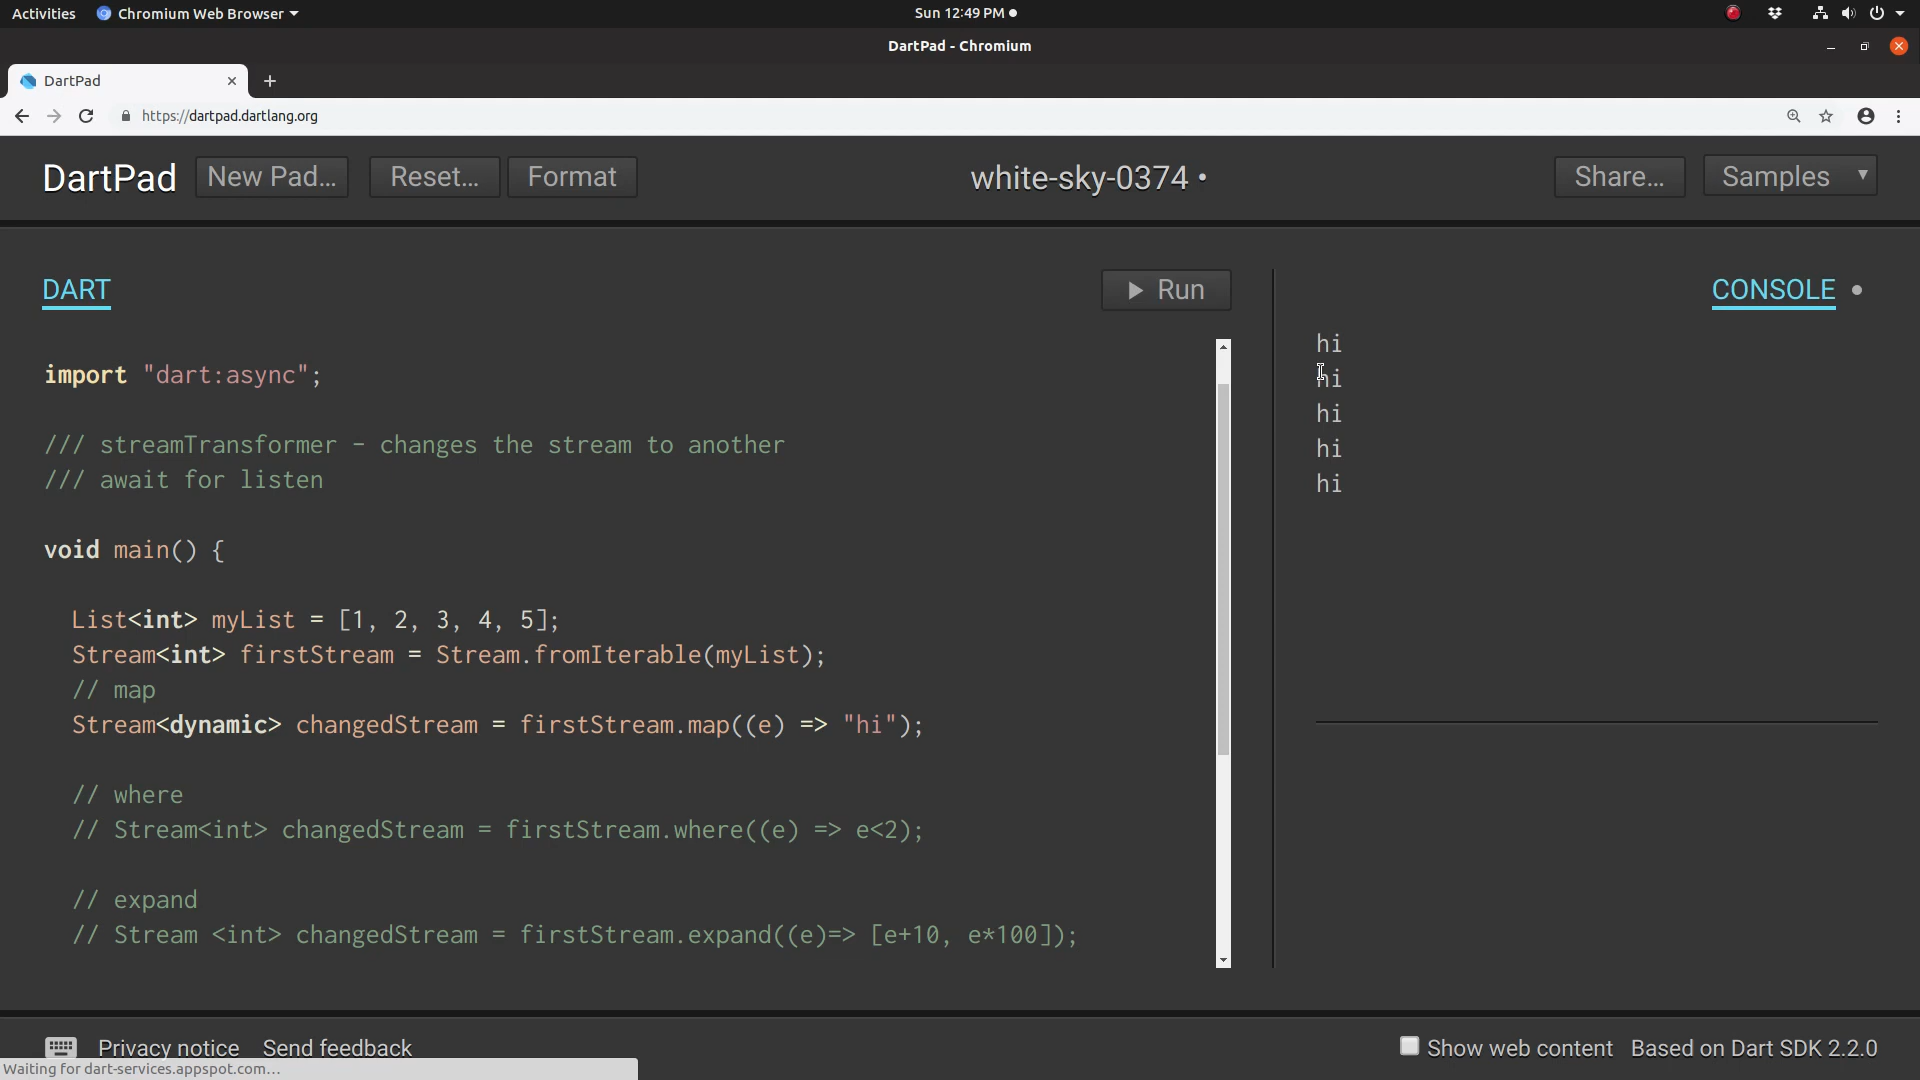 Activities Chromium Web Browser Sun 12:49 PM
DartPad - Chromium
DartPad
https://dartpad.dartlang.org
DartPad New Pad... Reset... Format white-sky-0374 • Share... Samples
DART Run CONSOLE
import "dart:async";
/// streamTransformer - changes the stream to another
/// await for listen
void main() {
List<int> myList = [1, 2, 3, 4, 5];
Stream<int> firstStream = Stream.fromIterable(myList);
// map
Stream<dynamic> changedStream = firstStream.map((e) => "hi");
// where
// Stream<int> changedStream = firstStream.where((e) => e<2);
// expand
// Stream <int> changedStream = firstStream.expand((e)=> [e+10, e*100]);
hi
hi
hi
hi
hi
Privacy notice Send feedback Show web content Based on Dart SDK 2.2.0
Waiting for dart-services.appspot.com...